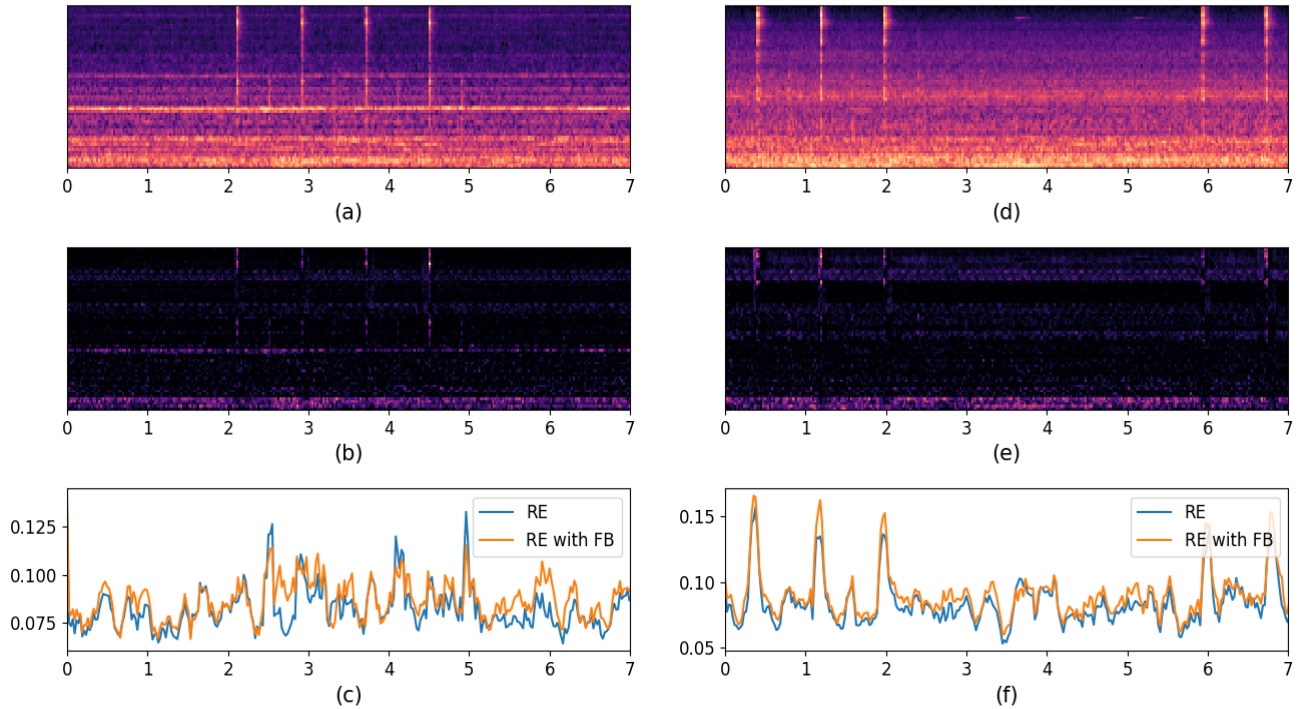 0 1 2 3 4 5 6 7
(a)
0 1 2 3 4 5 6 7
(d)
0 1 2 3 4 5 6 7
(b)
0 1 2 3 4 5 6 7
(e)
0.125
0.100
0.075
RE
RE with FB
0 1 2 3 4 5 6 7
(c)
0.15
0.10
0.05
RE
RE with FB
0 1 2 3 4 5 6 7
(f)